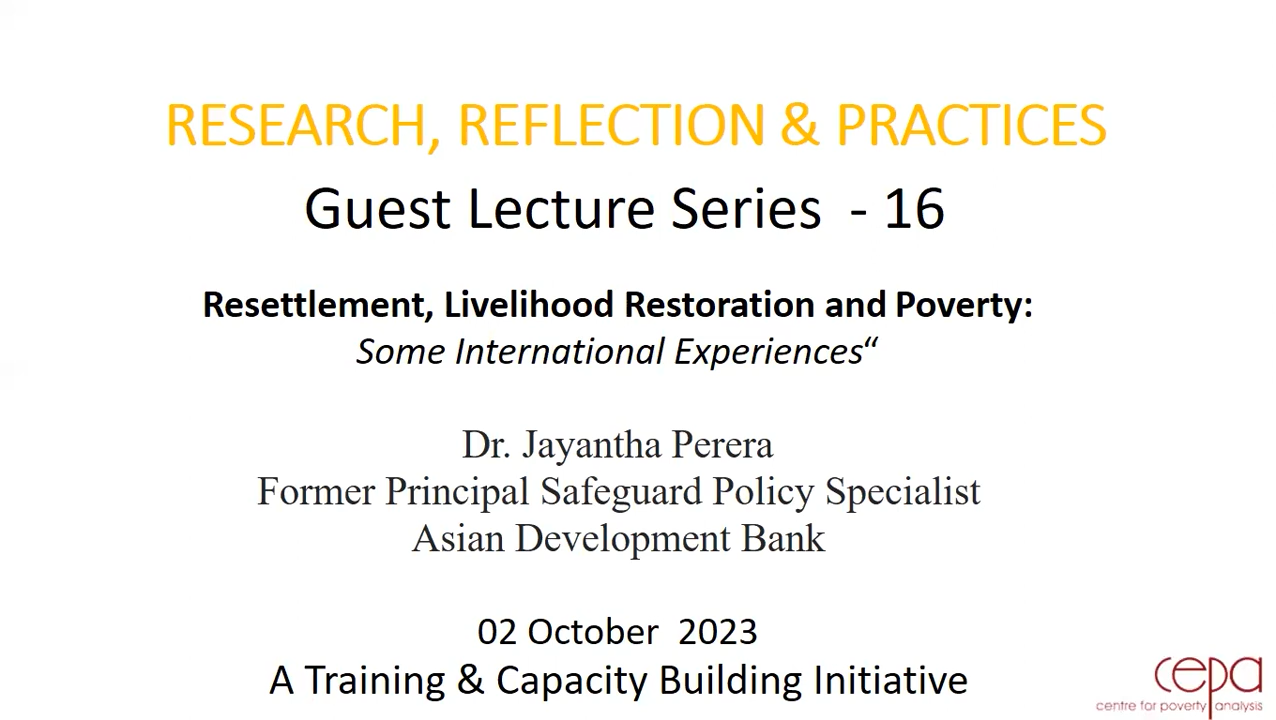 RESEARCH, REFLECTION & PRACTICES
Guest Lecture Series - 16
Resettlement, Livelihood Restoration and Poverty:
Some International Experiences“
Dr. Jayantha Perera
Former Principal Safeguard Policy Specialist
Asian Development Bank
02 October 2023
A Training & Capacity Building Initiative
cepa
centre for poverty analysis